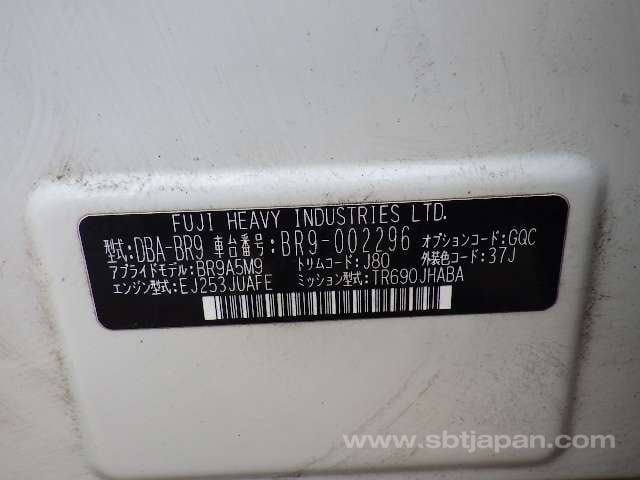 FUJI HEAVY INDUSTRIES LTD.
型式:DBA-BR9 車台番号:BR9-002296 オプションコード:GQC
アプライドモデル:BR9A5M9 トリムコード:J80 外装色コード:37J
エンジン型式:EJ253JUAFE ミッション型式:TR690JHABA
www.sbtjapan.com